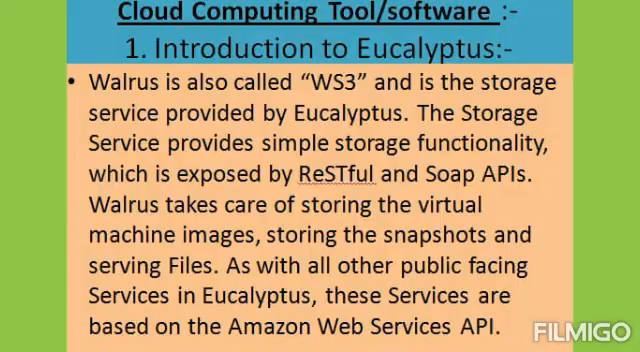 Cloud Computing Tool/software :-
1. Introduction to Eucalyptus:-
• Walrus is also called “WS3” and is the storage
service provided by Eucalyptus. The Storage
Service provides simple storage functionality,
which is exposed by ReSTful and Soap APIs.
Walrus takes care of storing the virtual
machine images, storing the snapshots and
serving Files. As with all other public facing
Services in Eucalyptus, these Services are
based on the Amazon Web Services API.
FILMIGO